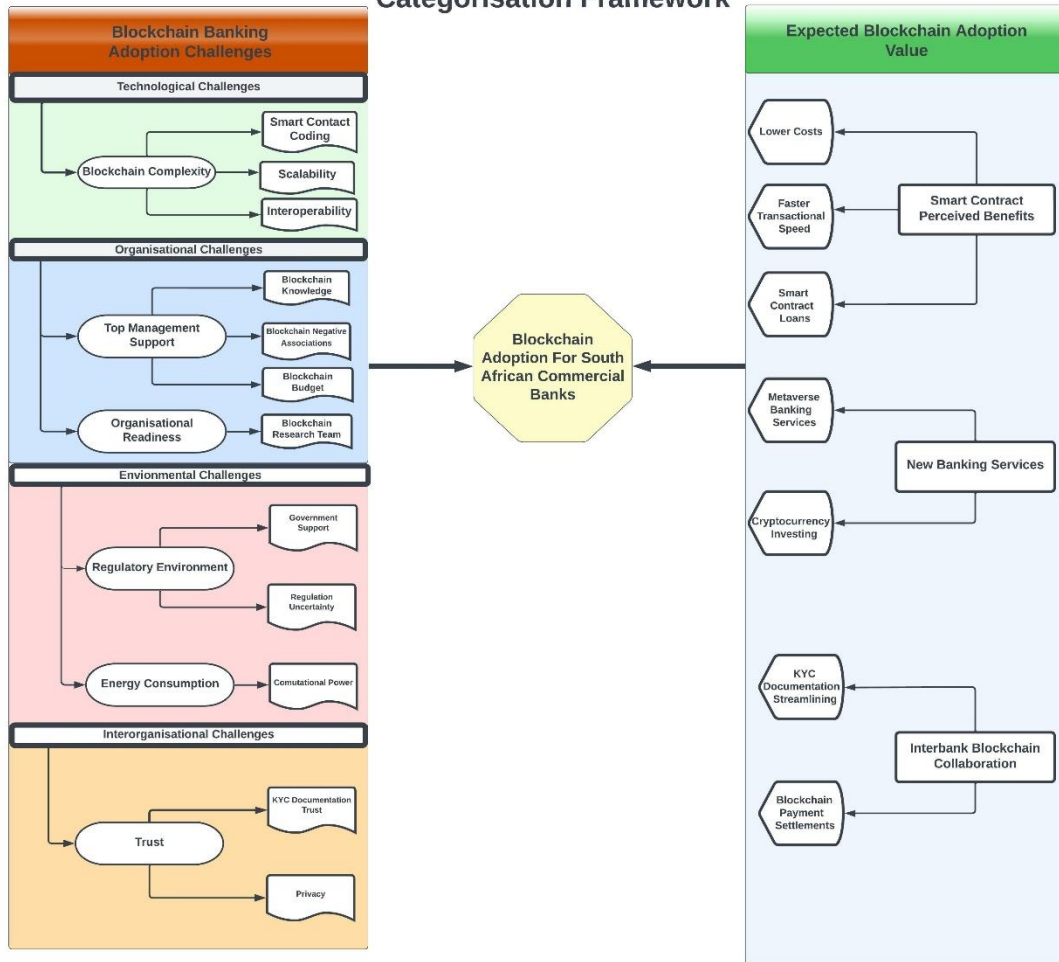 Categorisation Framework
Blockchain Banking
Adoption Challenges
Technological Challenges
Blockchain Complexity
Smart Contact
Coding
Scalability
Interoperability
Organisational Challenges
Top Management
Support
Blockchain
Knowledge
Blockchain Negative
Associations
Blockchain
Budget
Organisational
Readiness
Blockchain
Research Team
Envionmental Challenges
Regulatory Environment
Government
Support
Regulation
Uncertainty
Energy Consumption
Comutational Power
Interorganisational Challenges
Trust
KYC Documentation
Trust
Privacy
Blockchain
Adoption For South
African Commercial
Banks
Expected Blockchain Adoption
Value
Lower Costs
Faster
Transactional
Speed
Smart
Contract
Loans
Smart Contract
Perceived Benefits
Metaverse
Banking
Services
Cryptocurrency
Investing
New Banking Services
KYC
Documentation
Streamlining
Blockchain
Payment
Settlements
Interbank Blockchain
Collaboration